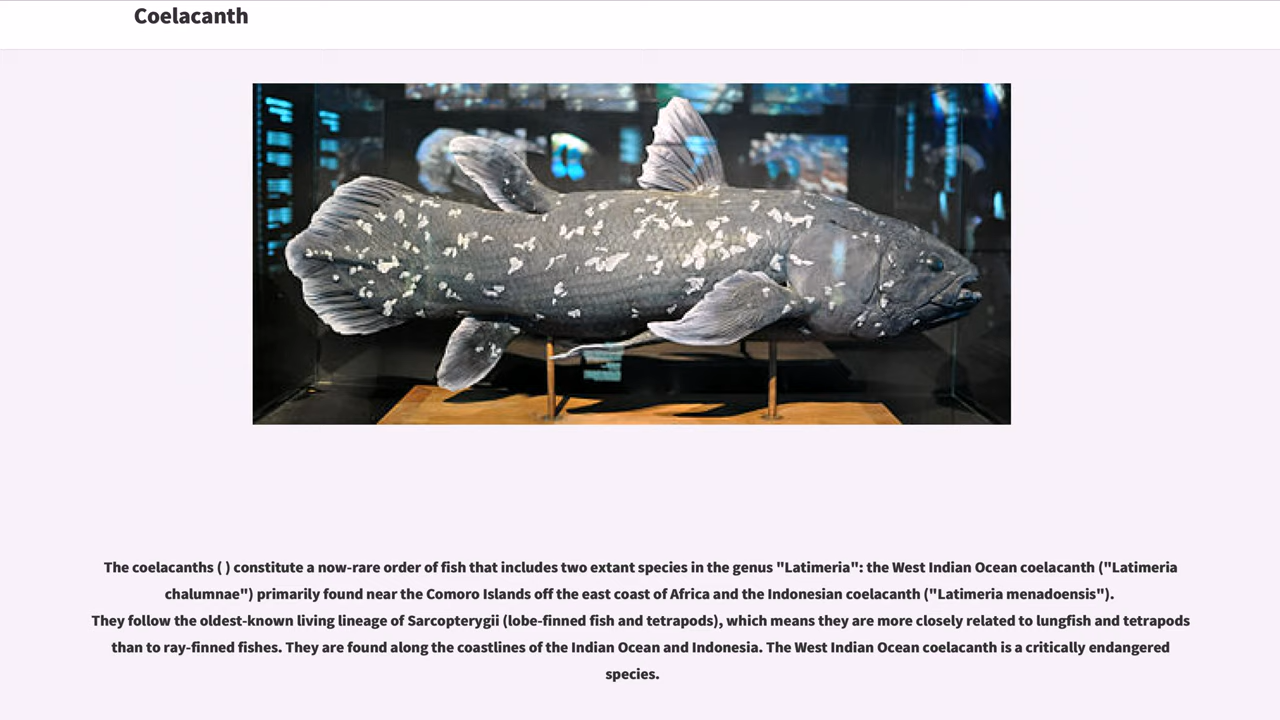 Coelacanth
The coelacanths ( ) constitute a now-rare order of fish that includes two extant species in the genus "Latimeria": the West Indian Ocean coelacanth ("Latimeria
chalumnae") primarily found near the Comoro Islands off the east coast of Africa and the Indonesian coelacanth ("Latimeria menadoensis").
They follow the oldest-known living lineage of Sarcopterygii (lobe-finned fish and tetrapods), which means they are more closely related to lungfish and tetrapods
than to ray-finned fishes. They are found along the coastlines of the Indian Ocean and Indonesia. The West Indian Ocean coelacanth is a critically endangered
species.